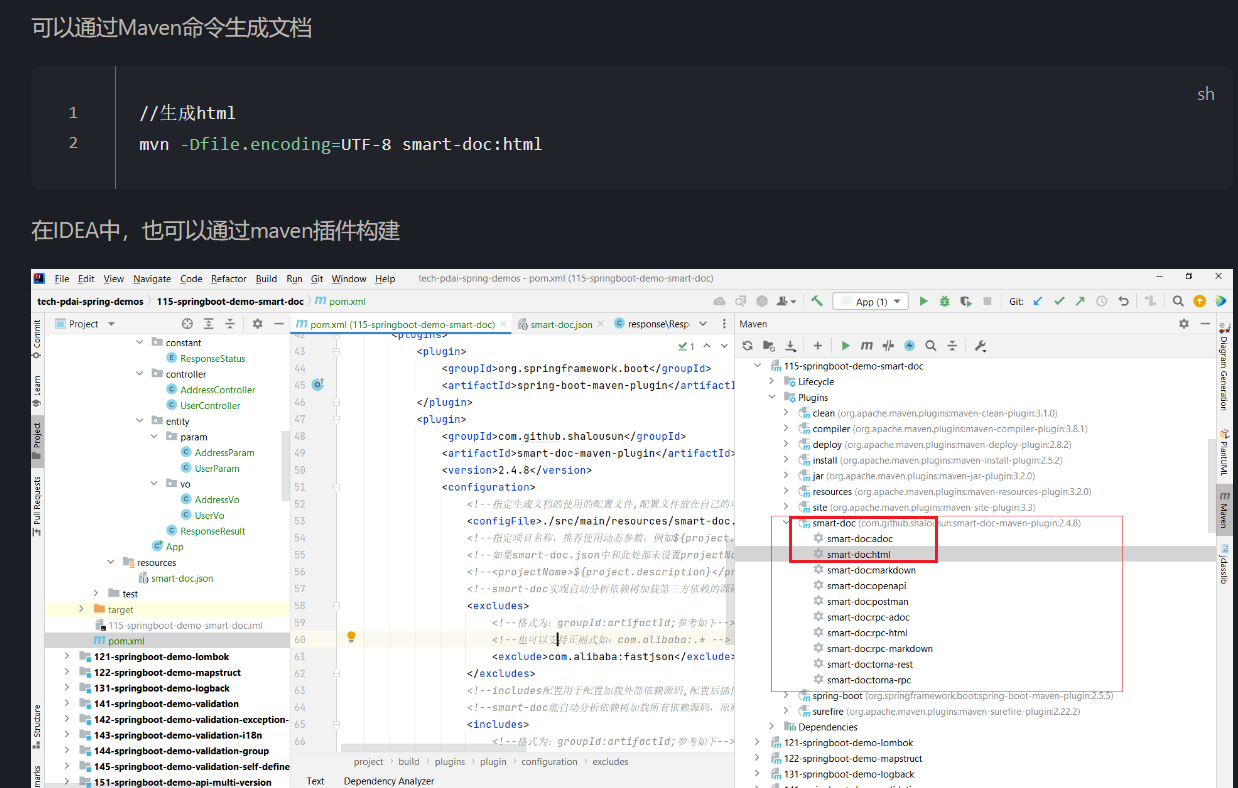 可以通过Maven命令生成文档
sh
1 //生成html
2 mvn -Dfile.encoding=UTF-8 smart-doc:html
在IDEA中，也可以通过maven插件构建
File Edit View Navigate Code Refactor Build Run Git Window Help tech-pdai-spring-demos - pom.xml (115-springboot-demo-smart-doc)
tech-pdai-spring-demos 115-springboot-demo-smart-doc pom.xml App (1) Git:
Project
constant
ResponseStatus
controller
AddressController
UserController
entity
param
AddressParam
UserParam
vo
AddressVo
UserVo
ResponseResult
App
resources
smart-doc.json
test
target
115-springboot-demo-smart-doc.iml
pom.xml
121-springboot-demo-lombok
122-springboot-demo-mapstruct
131-springboot-demo-logback
141-springboot-demo-validation
142-springboot-demo-validation-exception-
143-springboot-demo-validation-i18n
144-springboot-demo-validation-group
145-springboot-demo-validation-self-define
151-springboot-demo-api-multi-version
Commit
Learn
Project
Pull Requests
Structure
marks
pom.xml (115-springboot-demo-smart-doc) smart-doc.json response\Resp
1
42 <plugins>
43 <plugin>
44 <groupId>org.springframework.boot</groupId>
45 <artifactId>spring-boot-maven-plugin</artifactI
46 </plugin>
47 <plugin>
48 <groupId>com.github.shalousun</groupId>
49 <artifactId>smart-doc-maven-plugin</artifactId>
50 <version>2.4.8</version>
51 <configuration>
52 <!--指定生成文档的使用的配置文件,配置文件放在自己的项
53 <configFile>./src/main/resources/smart-doc.
54 <!--指定项目名称，推荐使用动态参数，例如${project.
55 <!--如果smart-doc.json中和此处都未设置projectNa
56 <!--<projectName>${project.description}</pr
57 <!--smart-doc实现自动分析依赖树加载第三方依赖的源码
58 <excludes>
59 <!--格式为：groupId:artifactId;参考如下-->
60 <!--也可以支持正则式如：com.alibaba:.* -->
61 <exclude>com.alibaba:fastjson</exclude>
62 </excludes>
63 <!--includes配置用于配置加载外部依赖源码,配置后插件
64 <!--smart-doc能自动分析依赖树加载所有依赖源码，原则
65 <includes>
66 <!--格式为：groupId:artifactId;参考如下-->
project build plugins plugin configuration excludes
Text Dependency Analyzer
Maven
115-springboot-demo-smart-doc
Lifecycle
Plugins
clean (org.apache.maven.plugins:maven-clean-plugin:3.1.0)
compiler (org.apache.maven.plugins:maven-compiler-plugin:3.8.1)
deploy (org.apache.maven.plugins:maven-deploy-plugin:2.8.2)
install (org.apache.maven.plugins:maven-install-plugin:2.5.2)
jar (org.apache.maven.plugins:maven-jar-plugin:3.2.0)
resources (org.apache.maven.plugins:maven-resources-plugin:3.2.0)
site (org.apache.maven.plugins:maven-site-plugin:3.3)
smart-doc (com.github.shalousun:smart-doc-maven-plugin:2.4.8)
smart-doc:adoc
smart-doc:html
smart-doc:markdown
smart-doc:openapi
smart-doc:postman
smart-doc:rpc-adoc
smart-doc:rpc-html
smart-doc:rpc-markdown
smart-doc:torna-rest
smart-doc:torna-rpc
spring-boot (org.springframework.boot:spring-boot-maven-plugin:2.5.5)
surefire (org.apache.maven.plugins:maven-surefire-plugin:2.22.2)
Dependencies
121-springboot-demo-lombok
122-springboot-demo-mapstruct
131-springboot-demo-logback
Diagram Generation
PlantUML
Maven
jclasslib